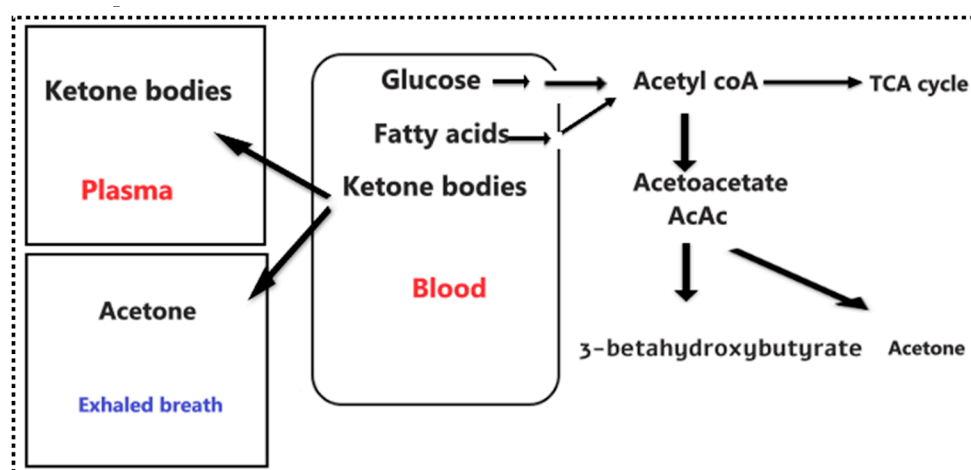 Ketone bodies
Plasma
Acetone
Exhaled breath
Glucose
Fatty acids
Ketone bodies
Blood
Acetyl coA
TCA cycle
Acetoacetate
AcAc
3-betahydroxybutyrate
Acetone